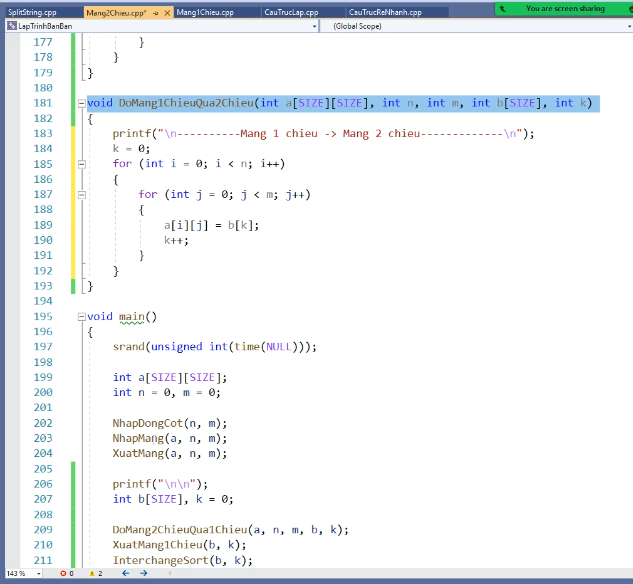 SplitString.cpp Mang2Chieu.cpp* Mang1Chieu.cpp CauTrucLap.cpp CauTrucReNhanh.cpp You are screen sharing
LapTrinhBanBan (Global Scope)
177 }
178 }
179 }
180
181 void DoMang1ChieuQua2Chieu(int a[SIZE][SIZE], int n, int m, int b[SIZE], int k)
182 {
183 printf("\n----------Mang 1 chieu -> Mang 2 chieu-------------\n");
184 k = 0;
185 for (int i = 0; i < n; i++)
186 {
187 for (int j = 0; j < m; j++)
188 {
189 a[i][j] = b[k];
190 k++;
191 }
192 }
193 }
194
195 void main()
196 {
197 srand(unsigned int(time(NULL)));
198
199 int a[SIZE][SIZE];
200 int n = 0, m = 0;
201
202 NhapDongCot(n, m);
203 NhapMang(a, n, m);
204 XuatMang(a, n, m);
205
206 printf("\n\n");
207 int b[SIZE], k = 0;
208
209 DoMang2ChieuQua1Chieu(a, n, m, b, k);
210 XuatMang1Chieu(b, k);
211 InterchangeSort(b, k);
143 % 0 2